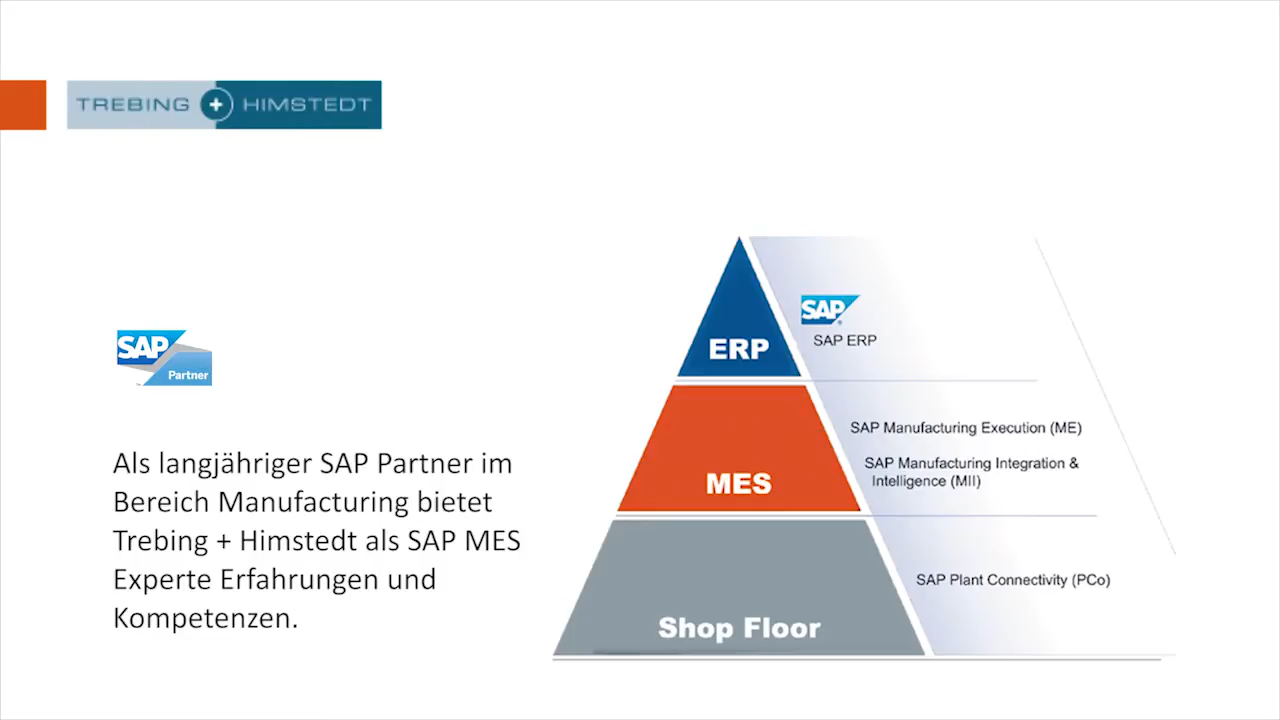 TREBING + HIMSTEDT
SAP
Partner
Als langjähriger SAP Partner im
Bereich Manufacturing bietet
Trebing + Himstedt als SAP MES
Experte Erfahrungen und
Kompetenzen.
ERP
SAP
SAP ERP
MES
SAP Manufacturing Execution (ME)
SAP Manufacturing Integration &
Intelligence (MII)
Shop Floor
SAP Plant Connectivity (PCo)